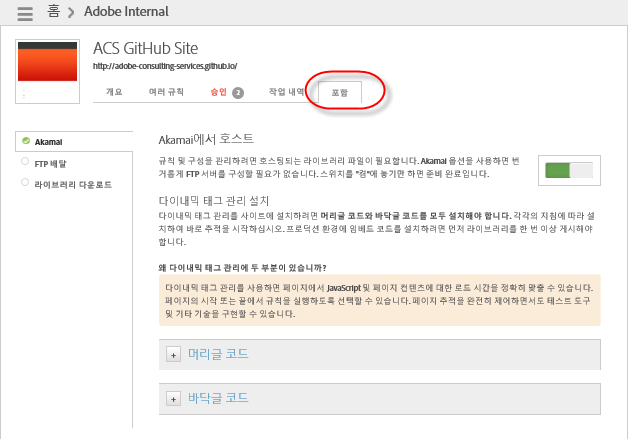 홈 Adobe Internal
ACS GitHub Site
http://adobe-consulting-services.github.io/
개요 여러 규칙 승인 2 작업 내역 포함
Akamai
FTP 배달
라이브러리 다운로드
Akamai에서 호스트
규칙 및 구성을 관리하려면 호스팅되는 라이브러리 파일이 필요합니다. Akamai 옵션을 사용하면 번
거롭게 FTP 서버를 구성할 필요가 없습니다. 스위치를 "켬"에 놓기만 하면 준비 완료입니다.
다이내믹 태그 관리 설치
다이내믹 태그 관리를 사이트에 설치하려면 머리글 코드와 바닥글 코드를 모두 설치해야 합니다. 각각의 지침에 따라 설
치하여 바로 추적을 시작하십시오. 프로덕션 환경에 임베드 코드를 설치하려면 먼저 라이브러리를 한 번 이상 게시해야
합니다.
왜 다이내믹 태그 관리에 두 부분이 있습니까?
다이내믹 태그 관리를 사용하면 페이지에서 JavaScript 및 페이지 컨텐츠에 대한 로드 시간을 정확히 맞출 수 있습니다.
페이지의 시작 또는 끝에서 규칙을 실행하도록 선택할 수 있습니다. 페이지 추적을 완전히 제어하면서도 테스트 도구
및 기타 기술을 구현할 수 있습니다.
+ 머리글 코드
+ 바닥글 코드